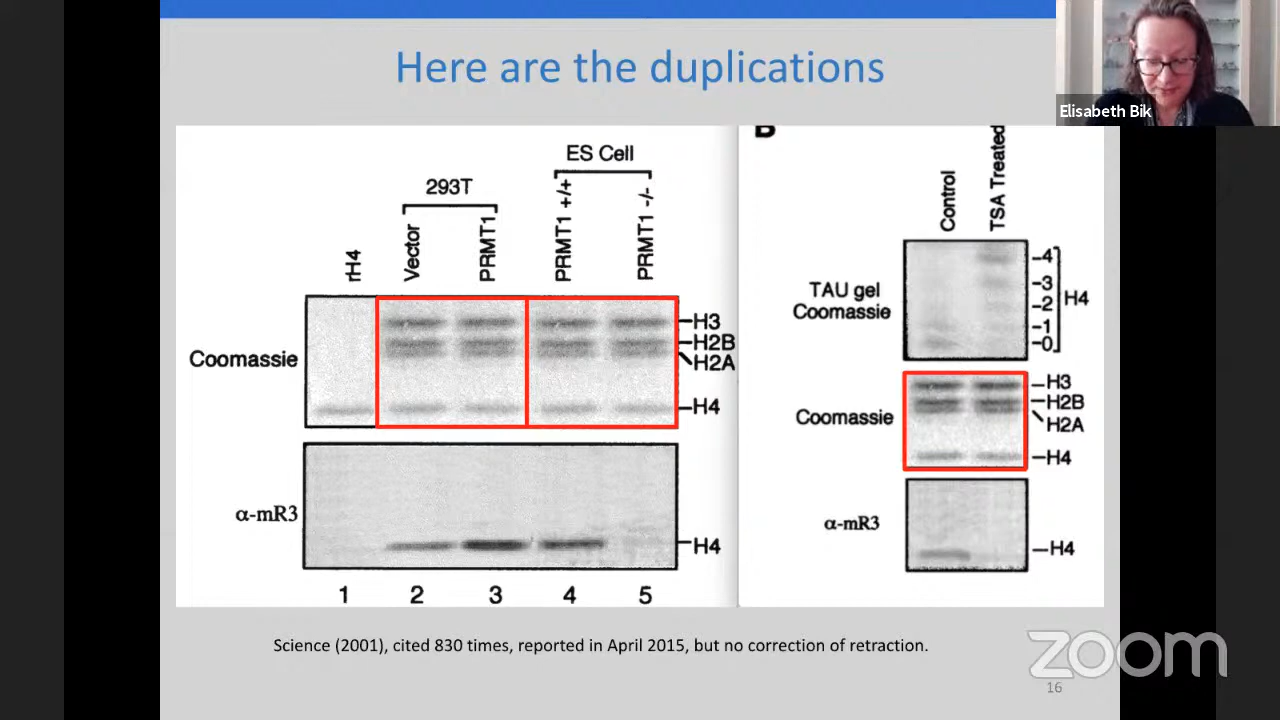 Here are the duplications
Elisabeth Bik
ES Cell
293T
rH4
Vector
PRMT1
PRMT1 +/+
PRMT1 -/-
Coomassie
H3
H2B
H2A
H4
α-mR3
H4
1 2 3 4 5
B
Control
TSA Treated
TAU gel
Coomassie
-4
-3
-2
-1
-0
H4
Coomassie
H3
H2B
H2A
H4
α-mR3
H4
Science (2001), cited 830 times, reported in April 2015, but no correction of retraction.
zoom
16